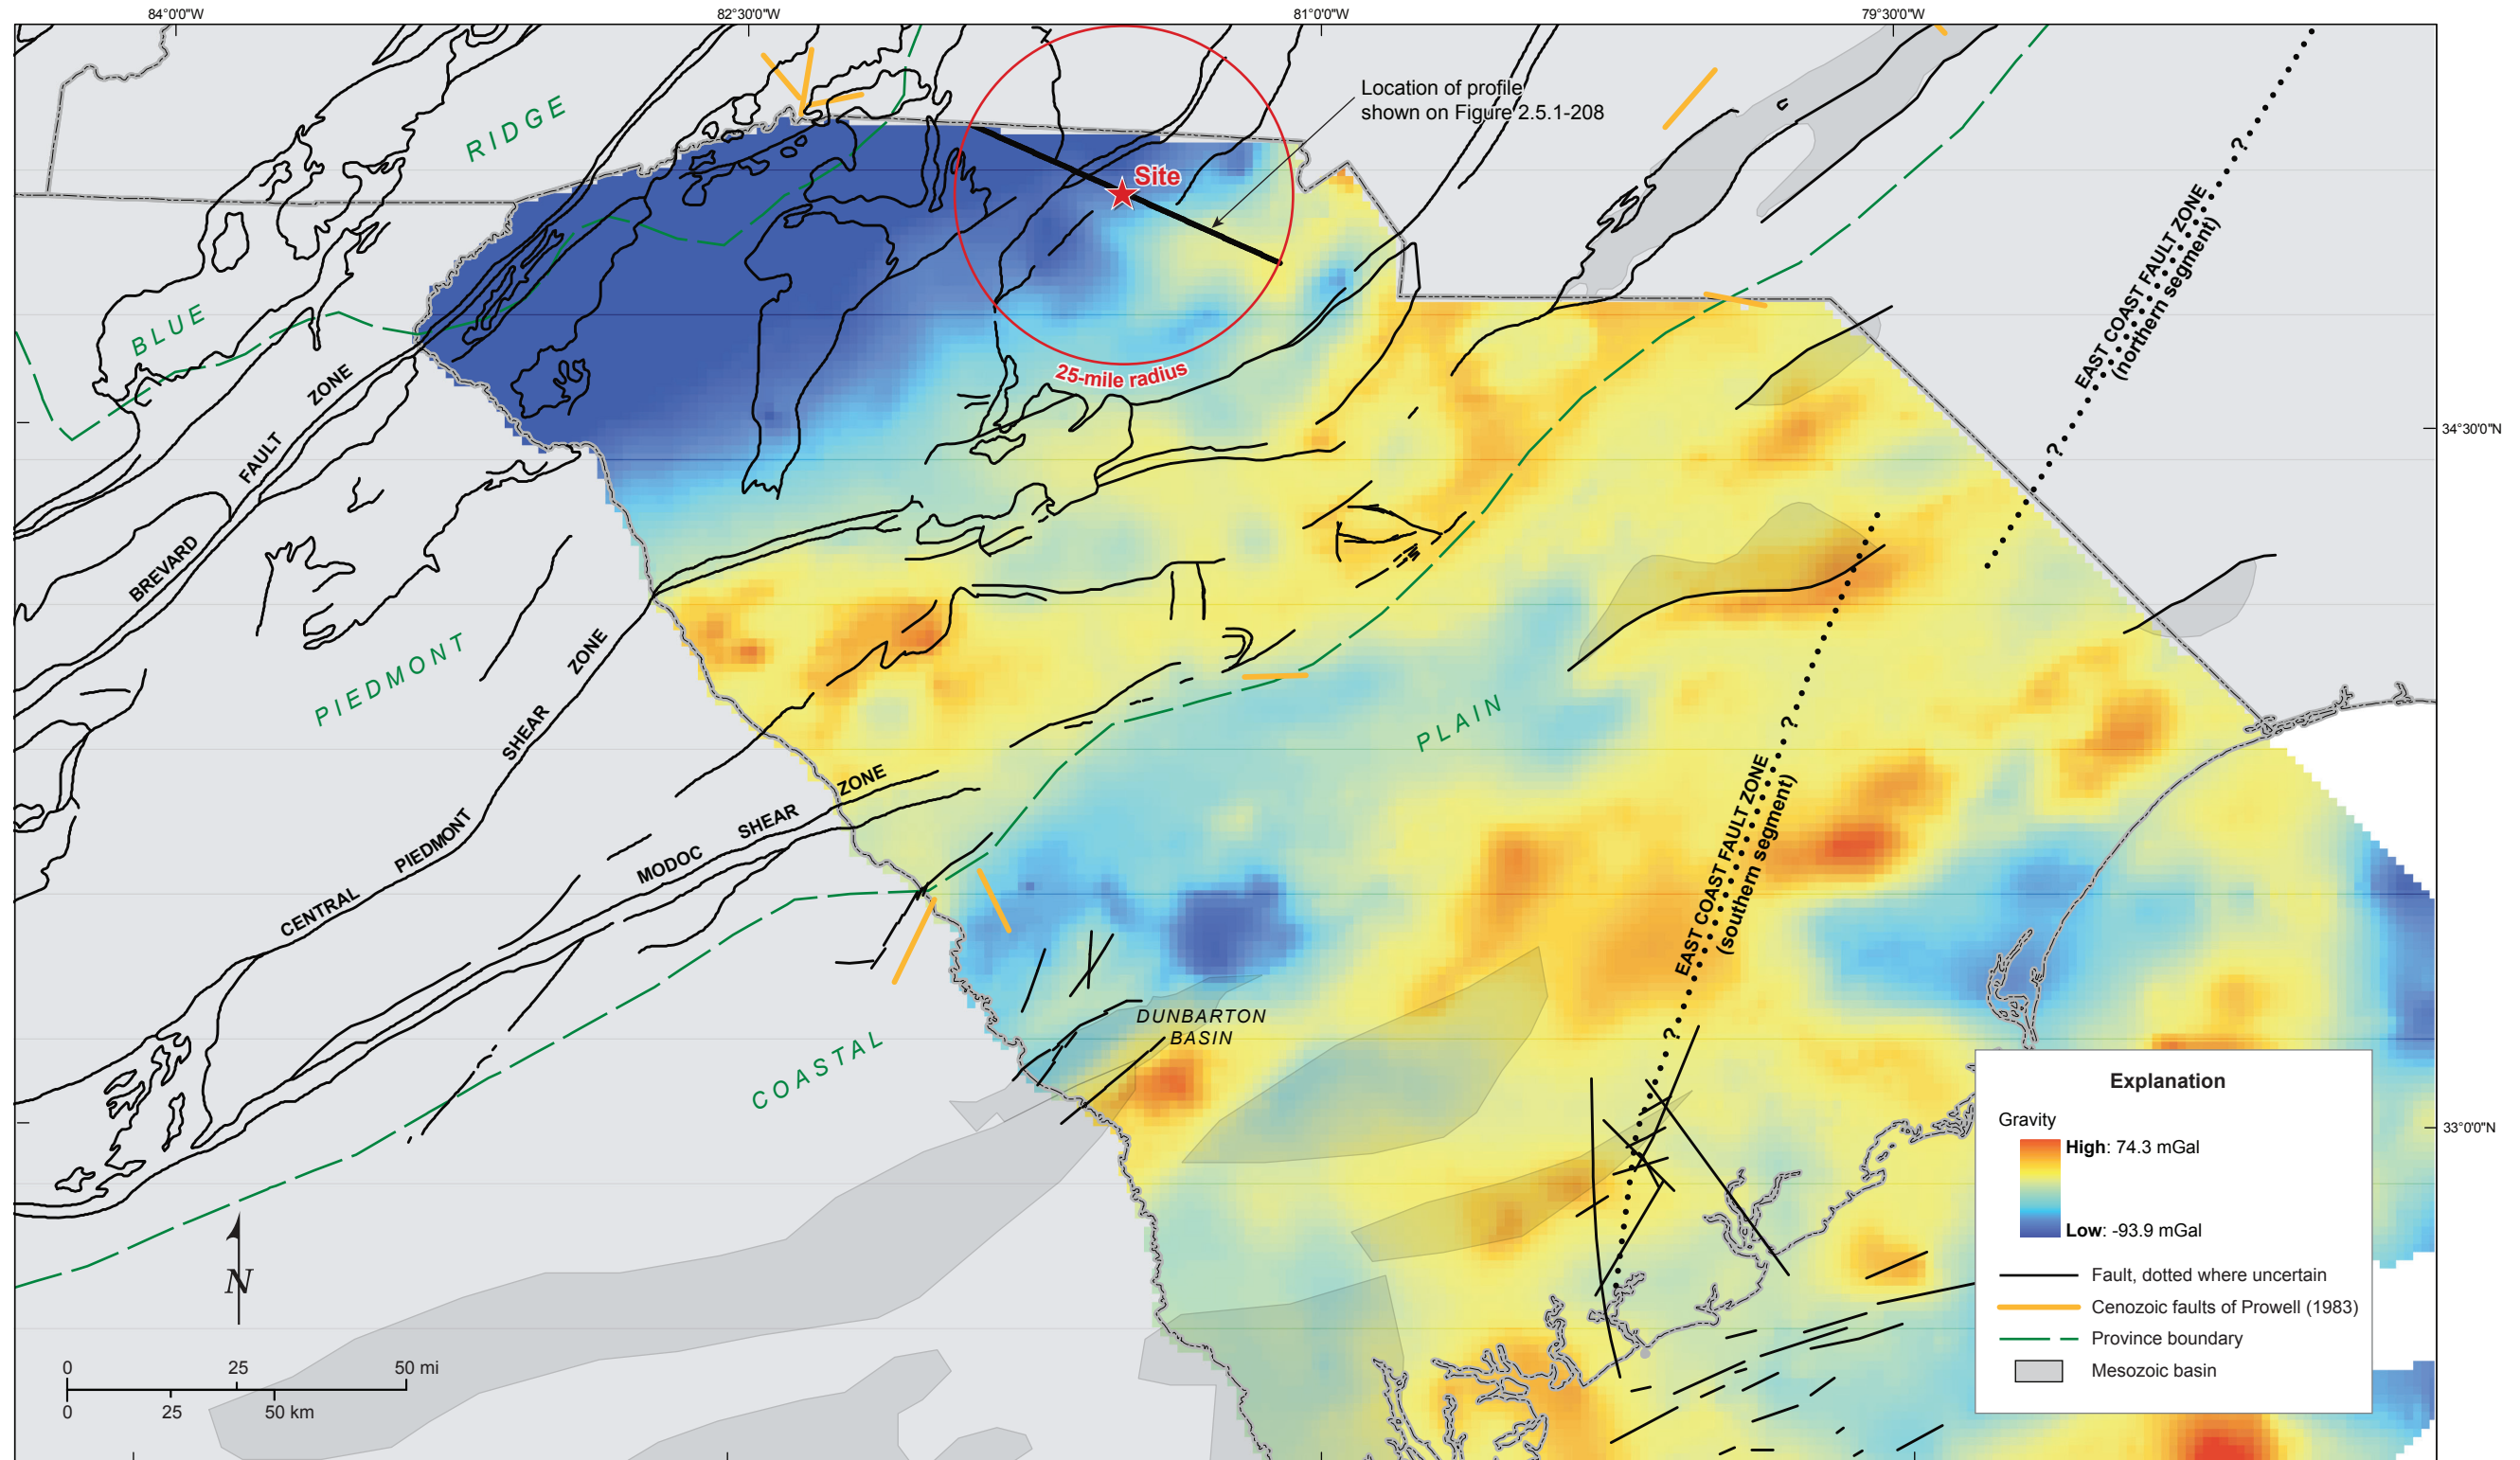 84°0'0"W
82°30'0"W
81°0'0"W
79°30'0"W
Location of profile
shown on Figure 2.5.1-208
RIDGE
Site
EAST COAST FAULT ZONE
(northern segment)
?
?
BLUE
25-mile radius
ZONE
FAULT
BREVARD
34°30'0"N
PIEDMONT
ZONE
SHEAR
PLAIN
?
EAST COAST FAULT ZONE
(southern segment)
?
ZONE
SHEAR
MODOC
PIEDMONT
CENTRAL
DUNBARTON
BASIN
COASTAL
33°0'0"N
N
0 25 50 mi
0 25 50 km
Explanation
Gravity
High: 74.3 mGal
Low: -93.9 mGal
Fault, dotted where uncertain
Cenozoic faults of Prowell (1983)
Province boundary
Mesozoic basin